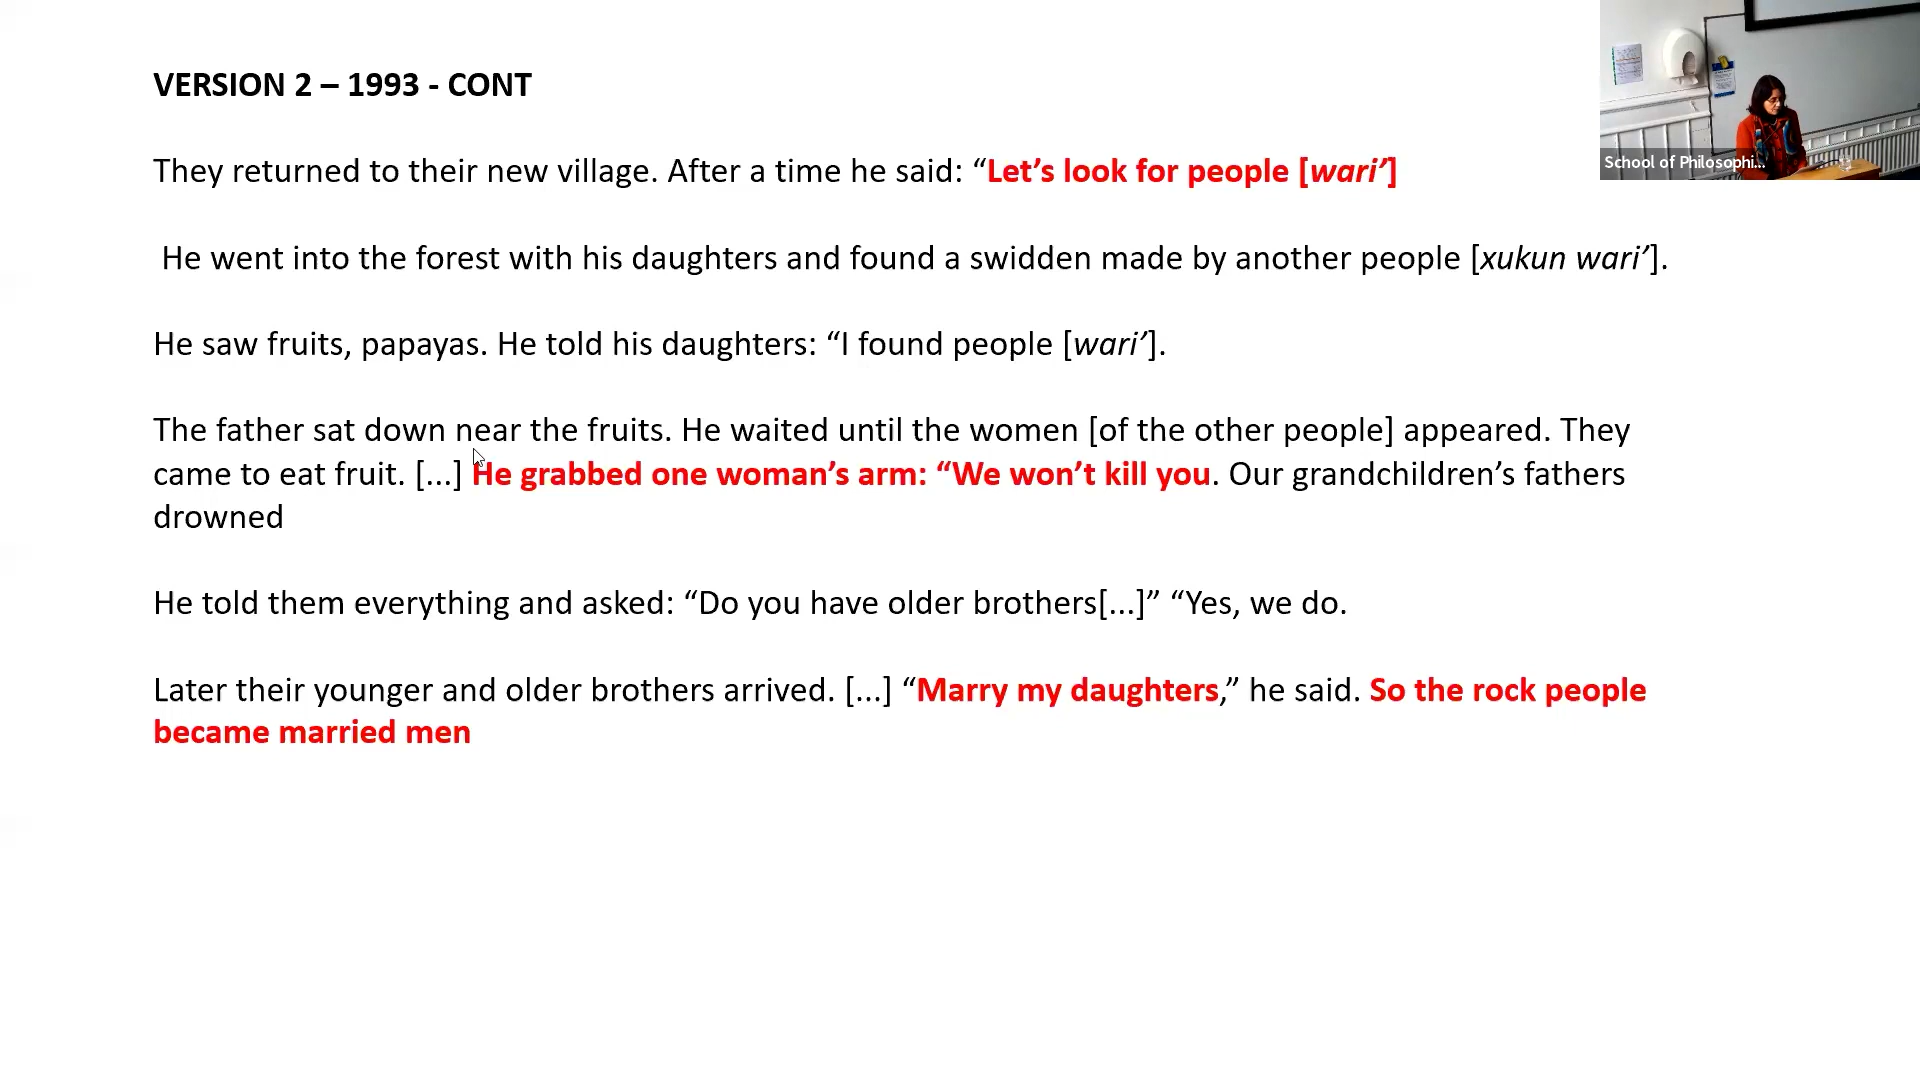 VERSION 2 – 1993 - CONT
They returned to their new village. After a time he said: “Let’s look for people [wari’]
He went into the forest with his daughters and found a swidden made by another people [xukun wari’].
He saw fruits, papayas. He told his daughters: “I found people [wari’].
The father sat down near the fruits. He waited until the women [of the other people] appeared. They
came to eat fruit. [...] He grabbed one woman’s arm: “We won’t kill you. Our grandchildren’s fathers
drowned
He told them everything and asked: “Do you have older brothers[...]” “Yes, we do.
Later their younger and older brothers arrived. [...] “Marry my daughters,” he said. So the rock people
became married men
School of Philosophi...